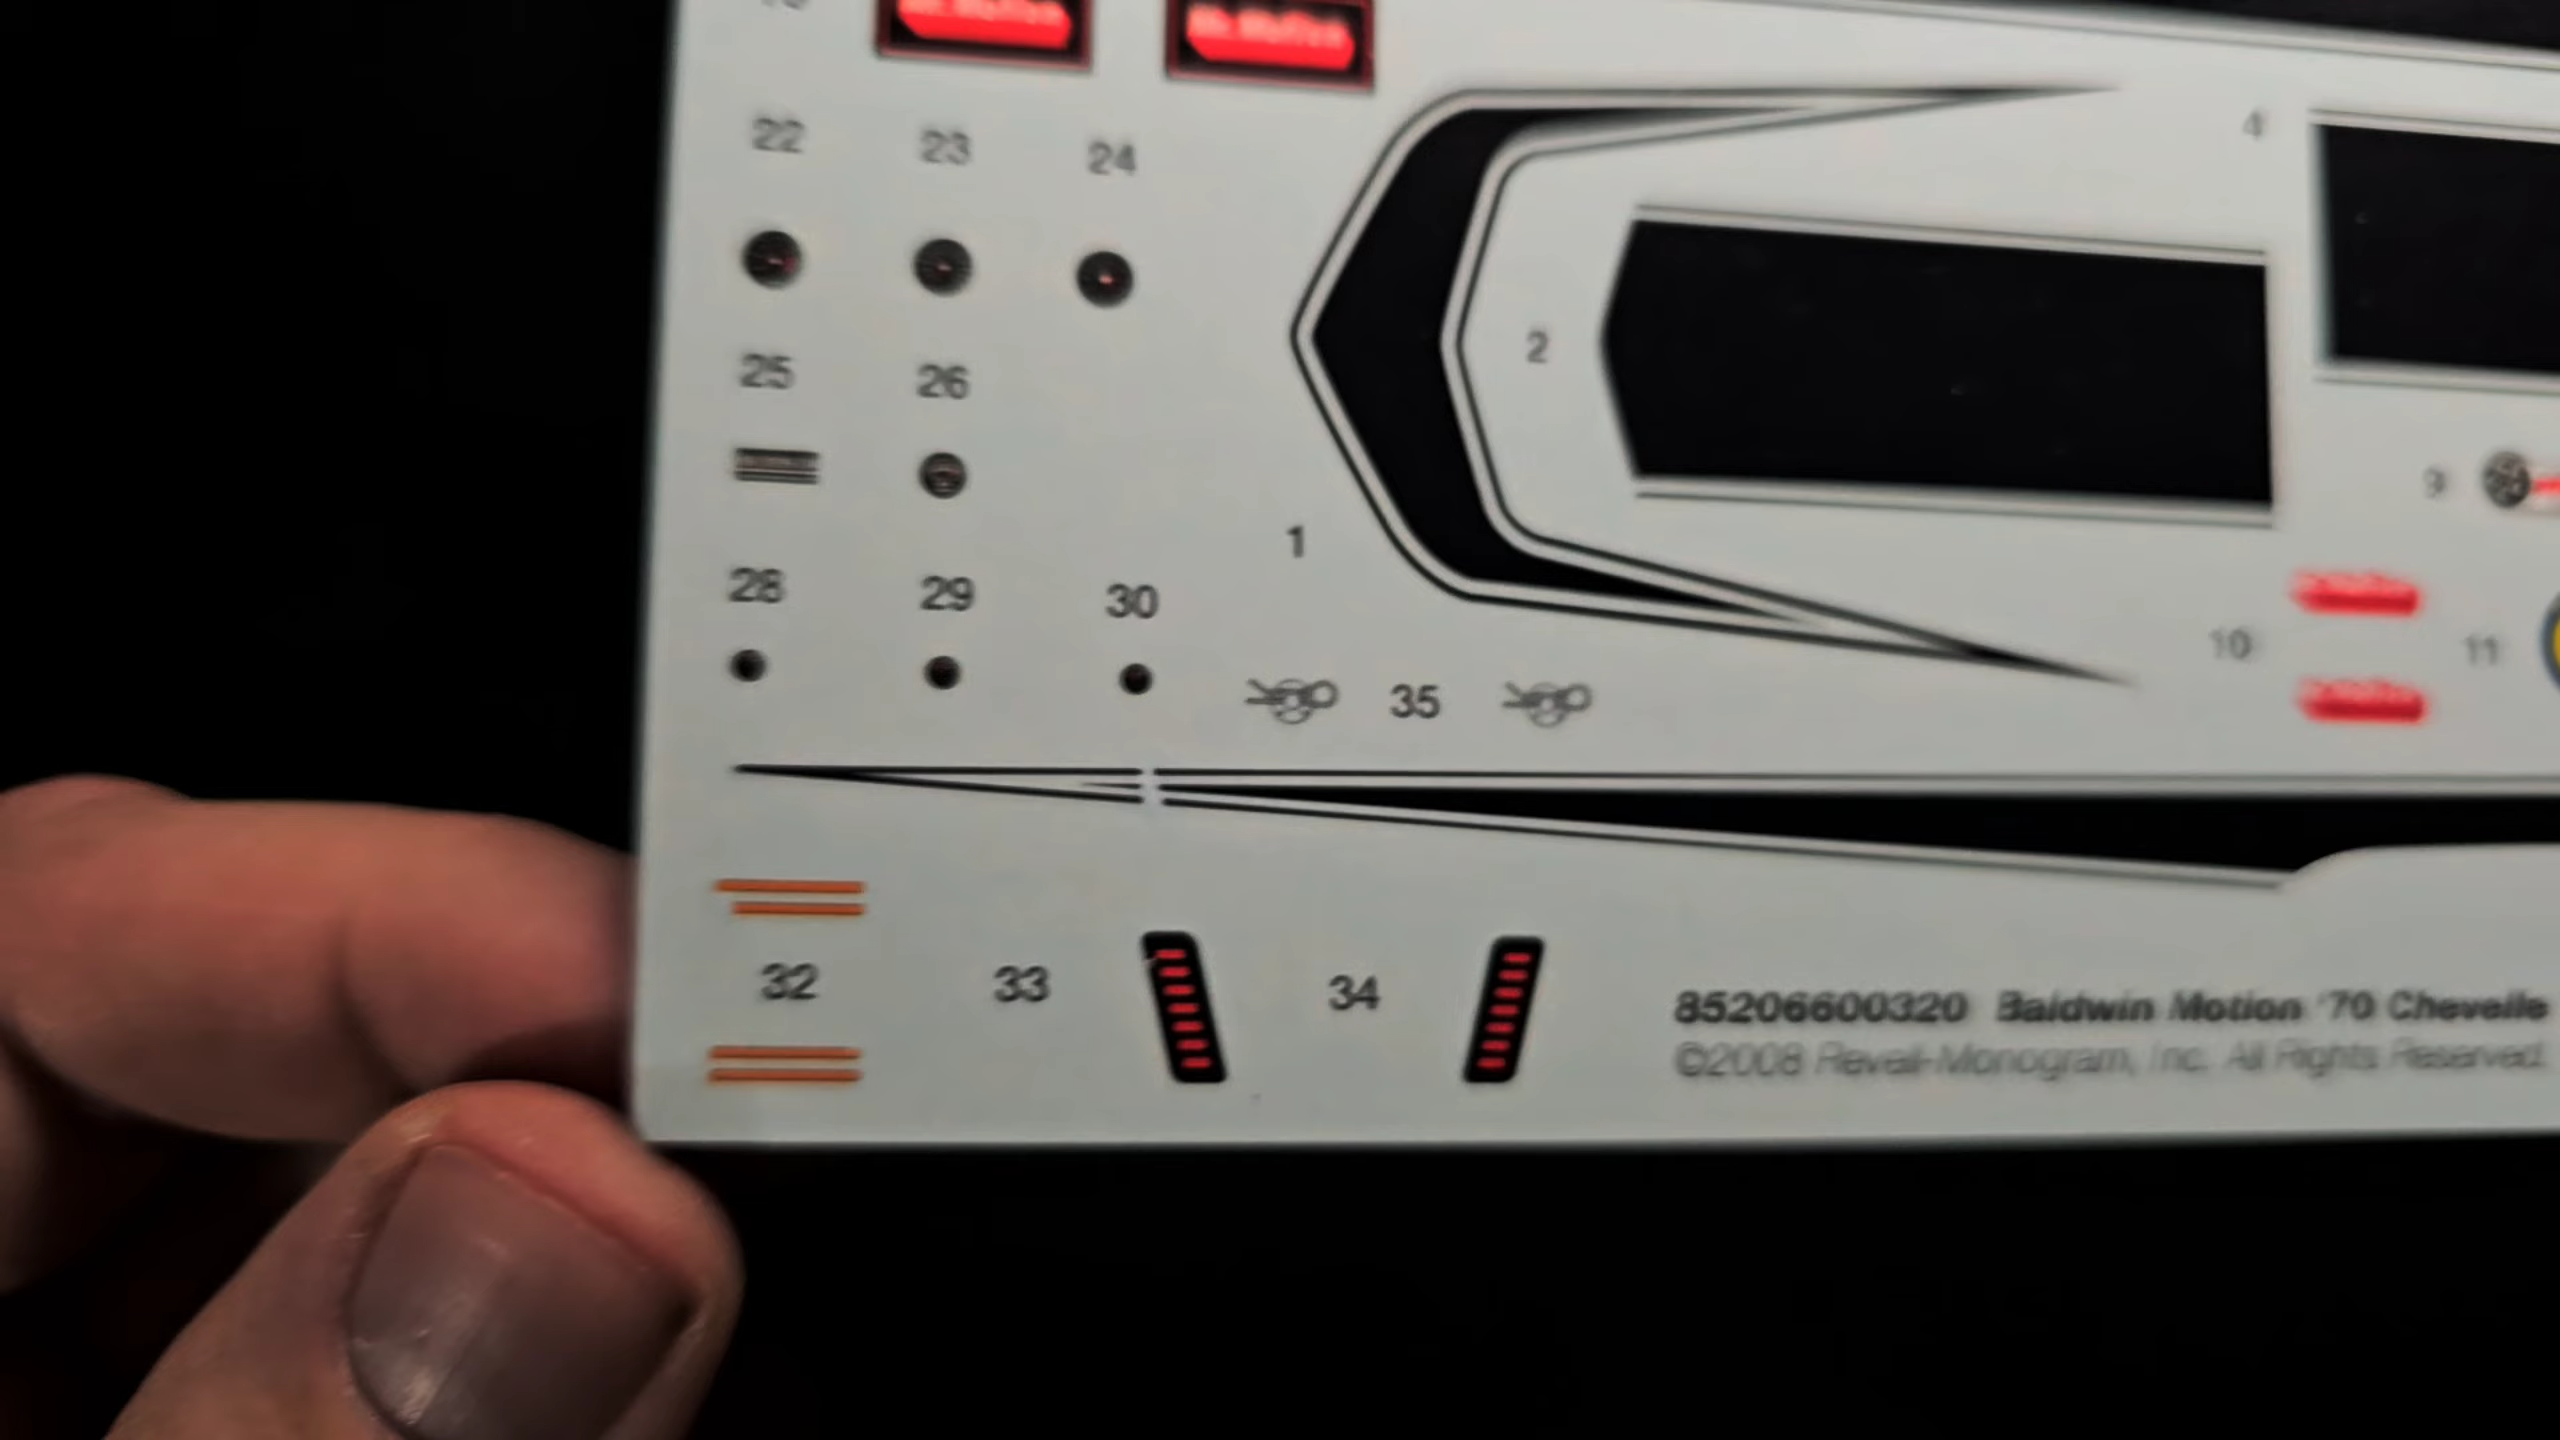 22 23 24
4
25 26
2
9
1
28 29 30
10 11
35
32 33 34
85206600320 Baldwin Motion '70 Chevelle
©2008 Revell-Monogram, Inc. All Rights Reserved.